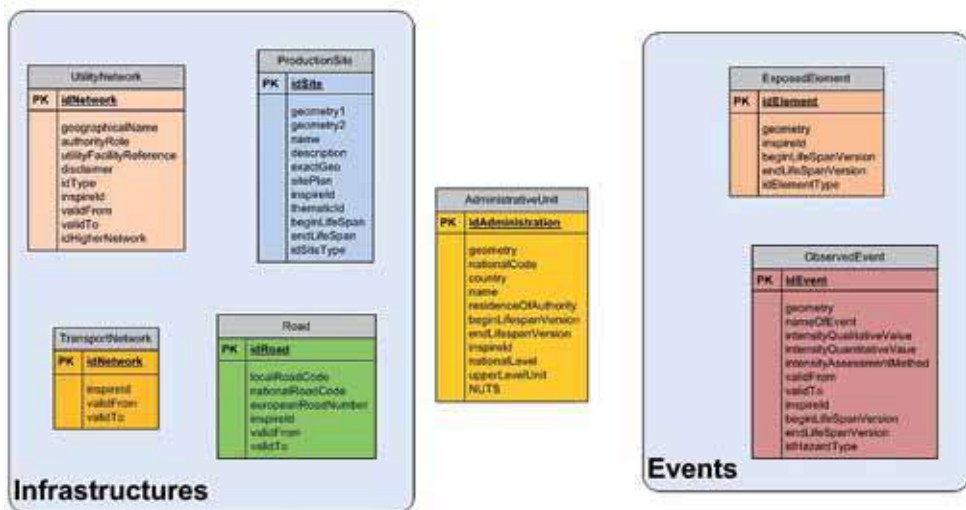 UtilityNetwork
PK idNetwork
geographicalName
authorityRole
utilityFacilityReference
disclaimer
idType
inspireId
validFrom
validTo
idHigherNetwork
ProductionSite
PK idSite
geometry1
geometry2
name
description
exactGeo
sitePlan
inspireId
thematicId
beginLifeSpan
endLifeSpan
idSiteType
TransportNetwork
PK idNetwork
inspireId
validFrom
validTo
Road
PK idRoad
localRoadCode
nationalRoadCode
europeanRoadNumber
inspireId
validFrom
validTo
Infrastructures
AdministrativeUnit
PK idAdministration
geometry
nationalCode
country
name
residenceOfAuthority
beginLifespanVersion
endLifespanVersion
inspireId
nationalLevel
upperLevelUnit
NUTS
ExposedElement
PK idElement
geometry
inspireId
beginLifeSpanVersion
endLifeSpanVersion
idElementType
ObservedEvent
PK idEvent
geometry
nameOfEvent
intensityQualitativeValue
intensityQuantitativeVaue
intensityAssessmentMethod
validFrom
validTo
inspireId
beginLifeSpanVersion
endLifeSpanVersion
idHazardType
Events